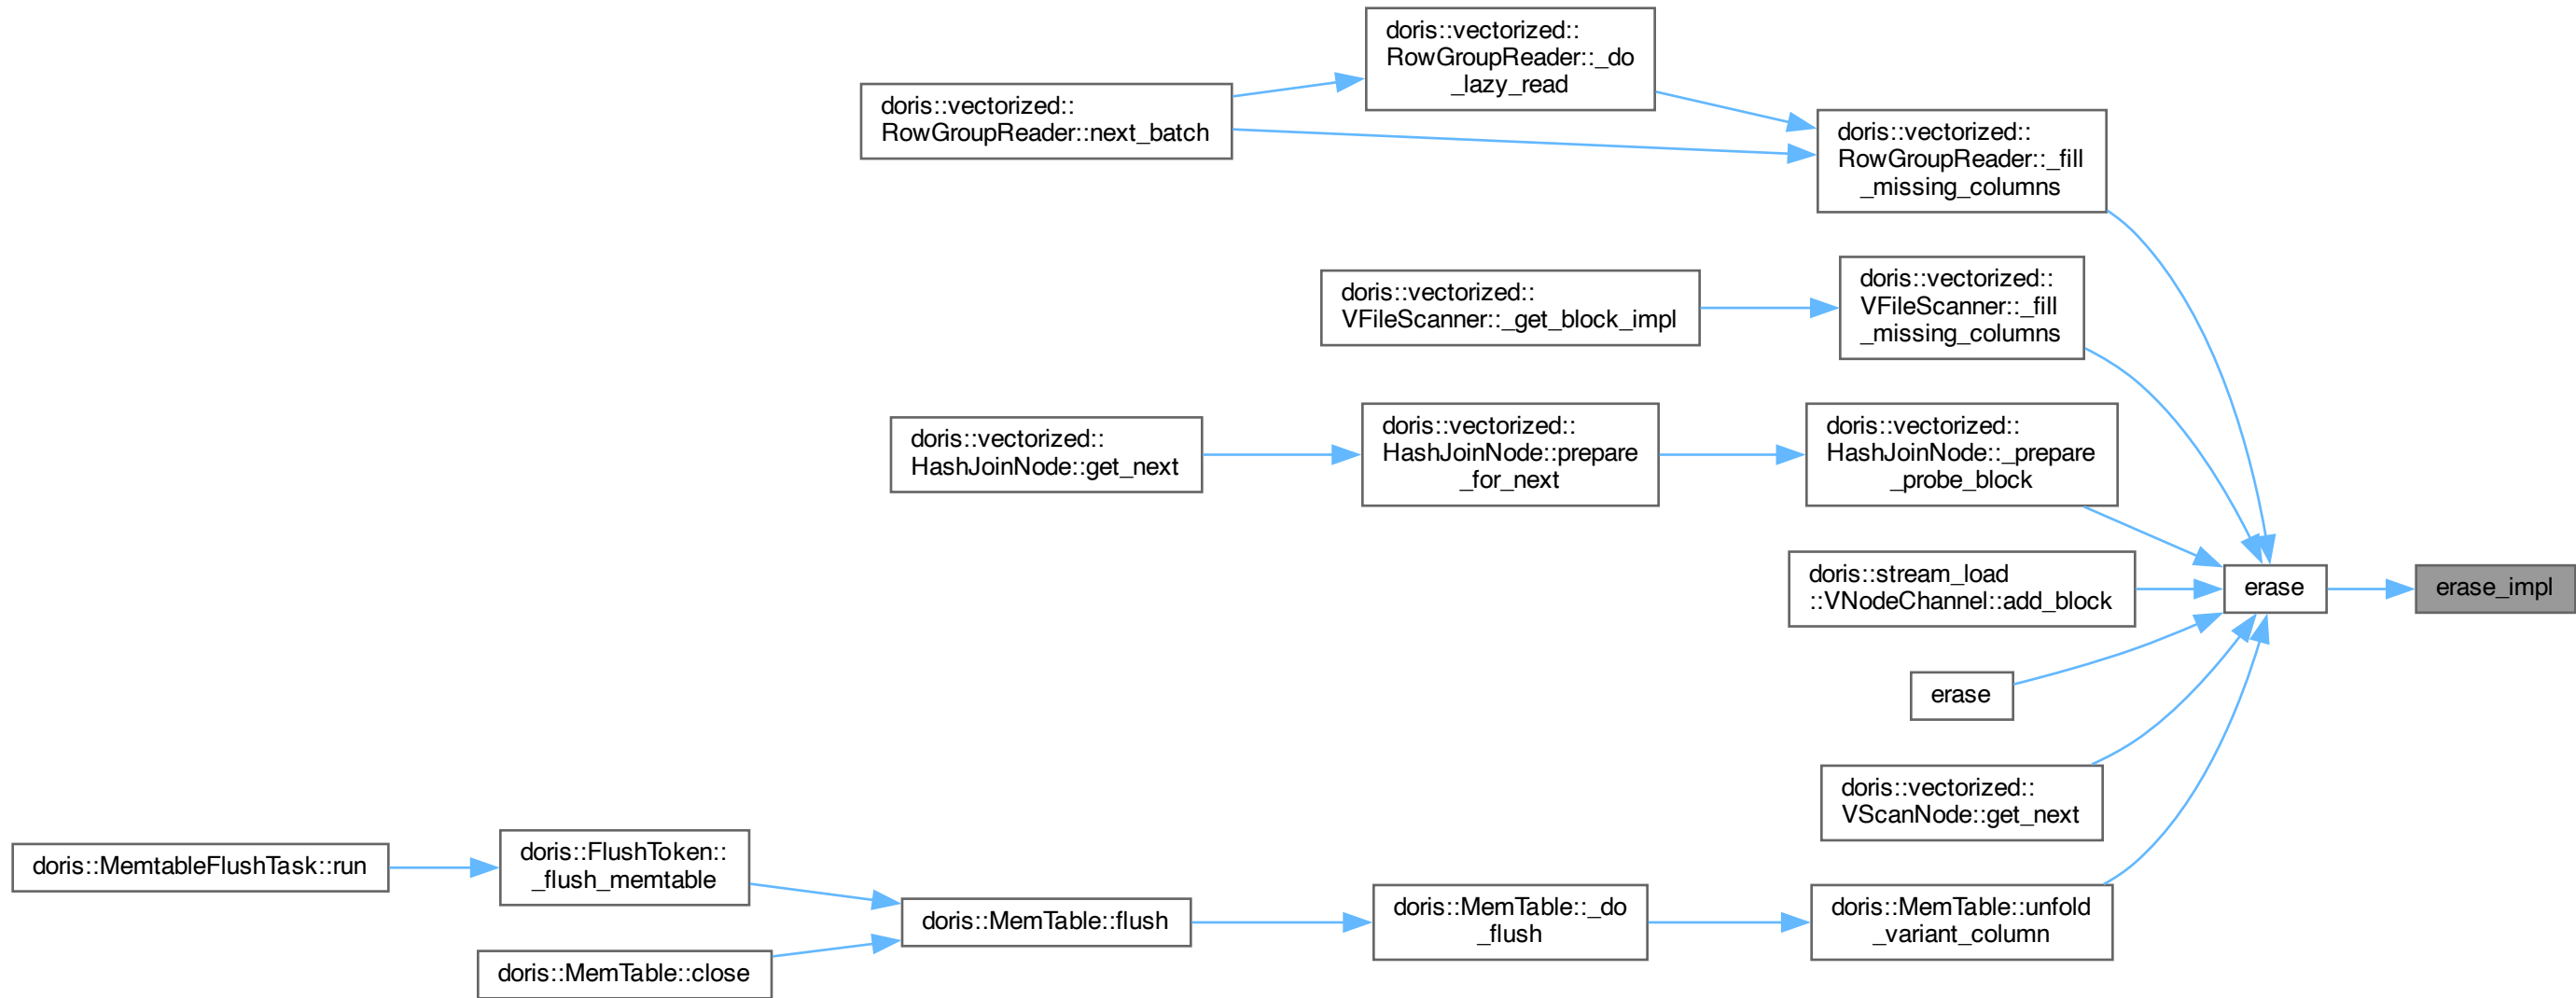 doris::vectorized::
RowGroupReader::_do
_lazy_read
doris::vectorized::
RowGroupReader::next_batch
doris::vectorized::
RowGroupReader::_fill
_missing_columns
doris::vectorized::
VFileScanner::_get_block_impl
doris::vectorized::
VFileScanner::_fill
_missing_columns
doris::vectorized::
HashJoinNode::get_next
doris::vectorized::
HashJoinNode::prepare
_for_next
doris::vectorized::
HashJoinNode::_prepare
_probe_block
doris::stream_load
::VNodeChannel::add_block
erase
erase_impl
erase
doris::vectorized::
VScanNode::get_next
doris::MemtableFlushTask::run
doris::FlushToken::
_flush_memtable
doris::MemTable::flush
doris::MemTable::_do
_flush
doris::MemTable::unfold
_variant_column
doris::MemTable::close